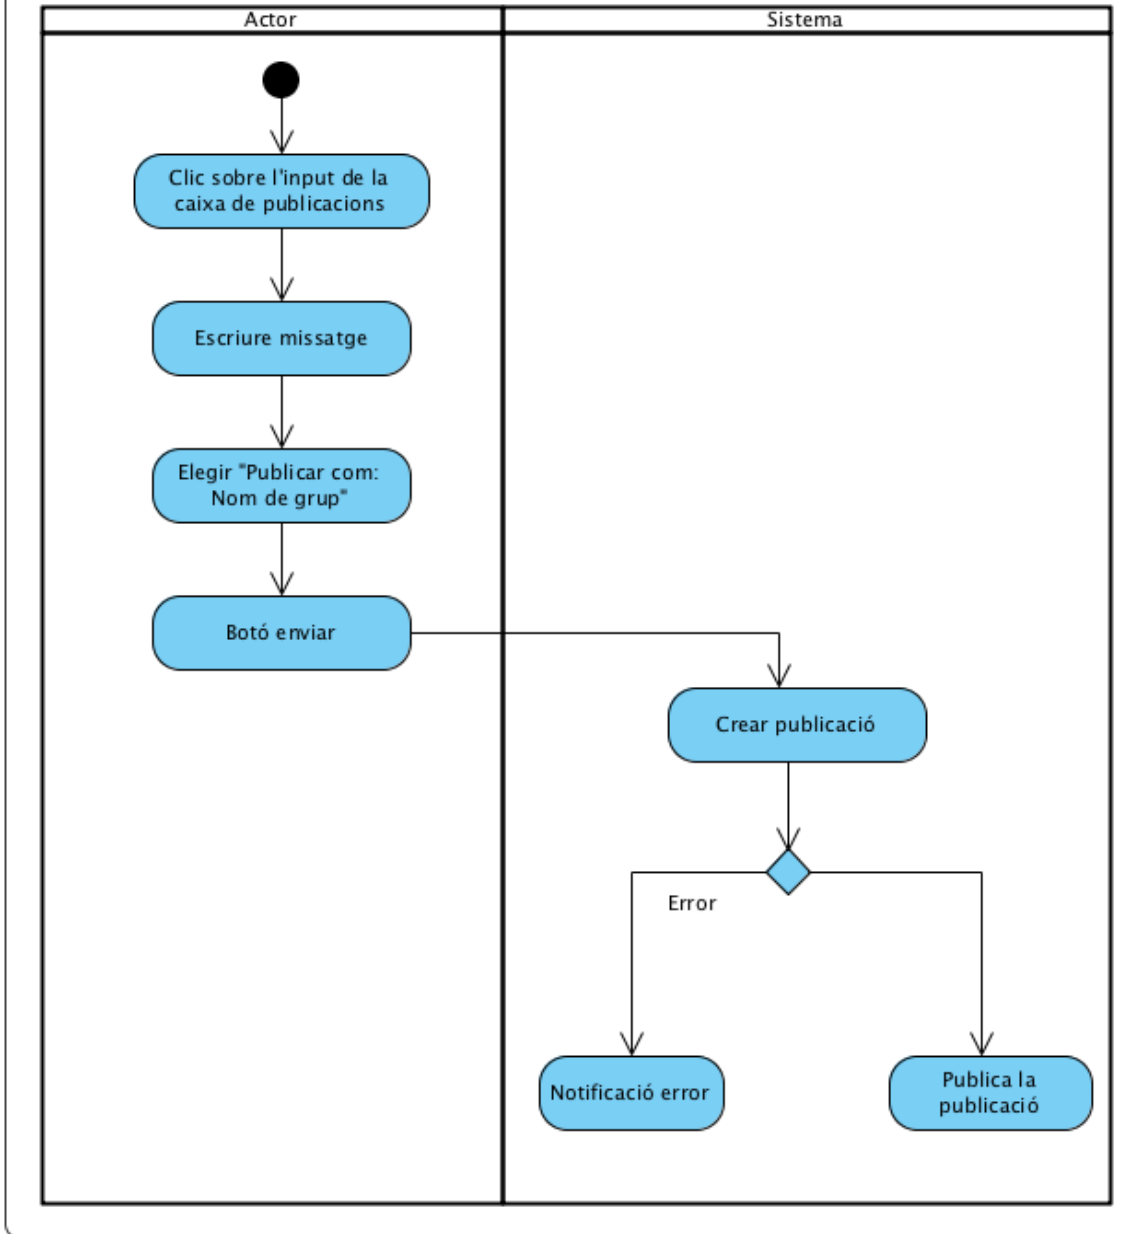 Actor
Sistema
Clic sobre l'input de la
caixa de publicacions
Escriure missatge
Elegir "Publicar com:
Nom de grup"
Botó enviar
Crear publicació
Error
Notificació error
Publica la
publicació